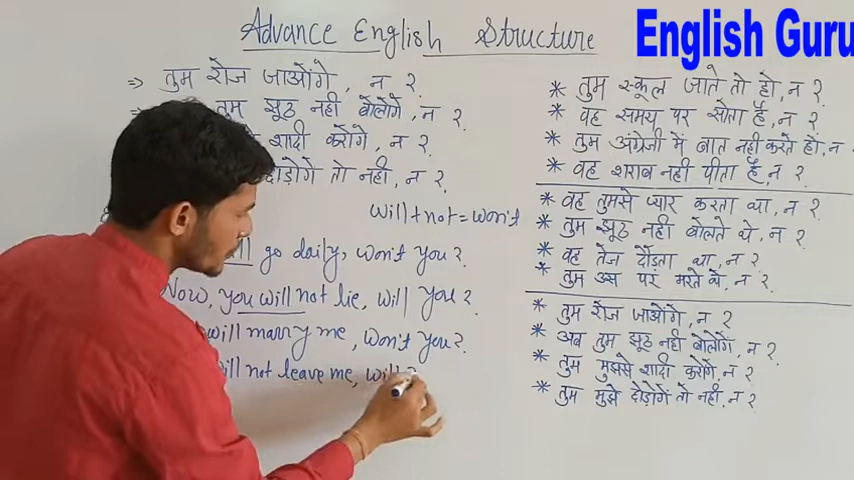 Advance English Structure
English Guru
⇒ तुम रोज जाओंगे, न ?
तुम झूठ नही बोलोगे, न ?
शादी करोगे, न ?
दोड़ोगे तो नही, न ?
Will + not = won't
go daily, won't you?
Now, you will not lie, will you?
will marry me, won't you?
will not leave me, will
* तुम स्कूल जाते तो हो, न ?
* वह समय पर सोता है, न ?
* तुम अंग्रेजी में बात नही करते हो, न
* वह शराब नही पीता है, न ?
* वह तुमसे प्यार करता था, न ?
* तुम झूठ नही बोलते थे, न ?
* वह तेज दौड़ता था, न ?
* तुम उस पर मरते थे, न ?
* तुम रोज जाओगे, न ?
* अब तुम झूठ नही बोलोगे, न ?
* तुम मुझसे शादी करोगे, न ?
* तुम मुझे दोड़ोगें तो नही, न ?